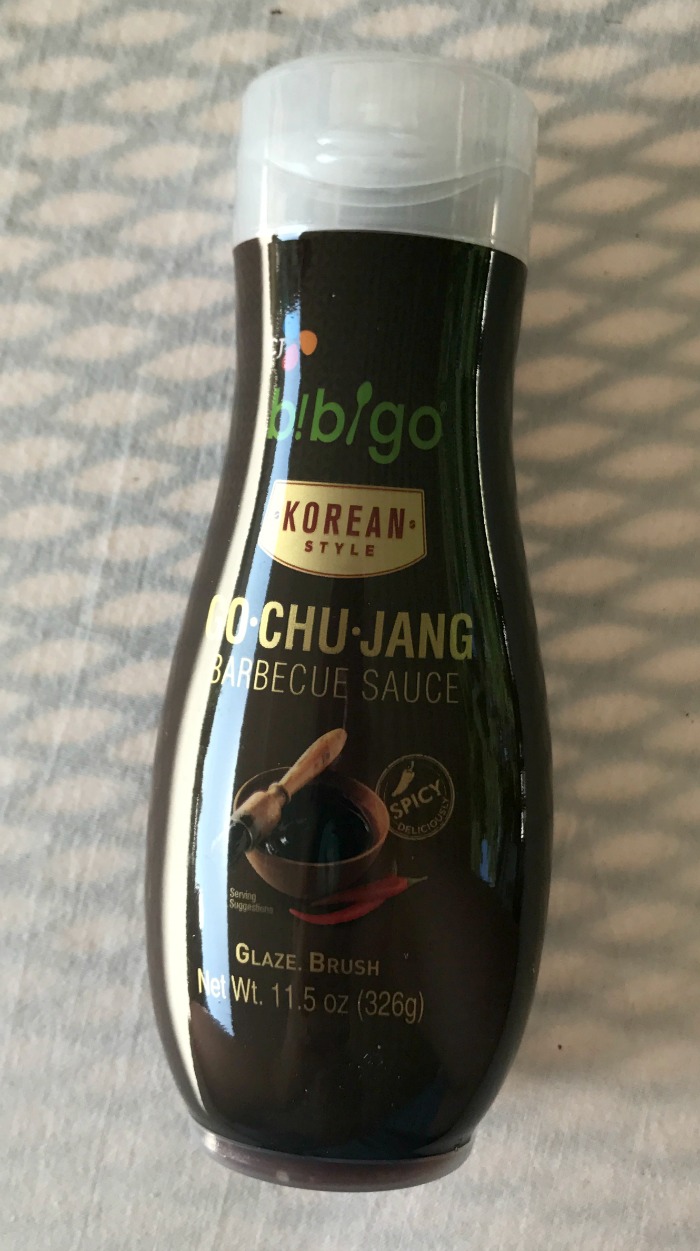 b!bigo
KOREAN
STYLE
GO·CHU·JANG
BARBECUE SAUCE
SPICY
DELICIOUSLY
Serving
Suggestions
GLAZE. BRUSH
Net Wt. 11.5 oz (326g)